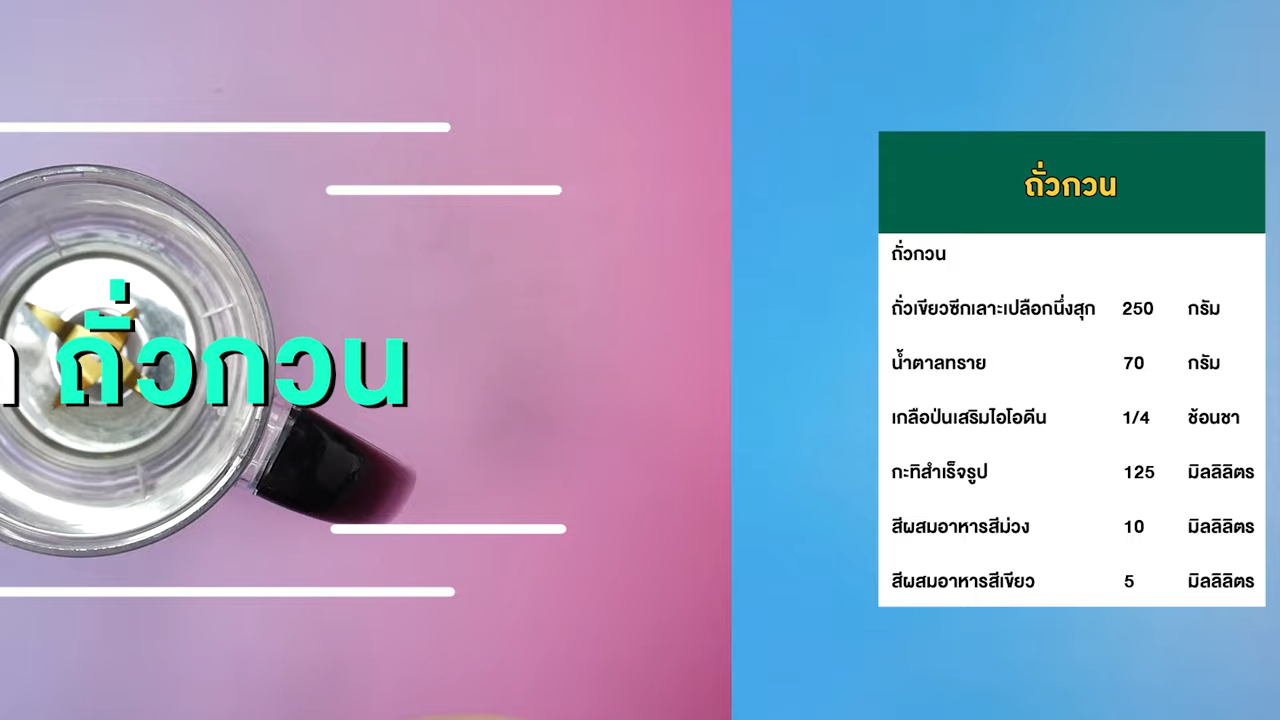 ถั่วกวน
ถั่วกวน
ถั่วกวน
ถั่วเขียวซีกเลาะเปลือกนึ่งสุก 250 กรัม
น้ำตาลทราย 70 กรัม
เกลือป่นเสริมไอโอดีน 1/4 ช้อนชา
กะทิสำเร็จรูป 125 มิลลิลิตร
สีผสมอาหารสีม่วง 10 มิลลิลิตร
สีผสมอาหารสีเขียว 5 มิลลิลิตร